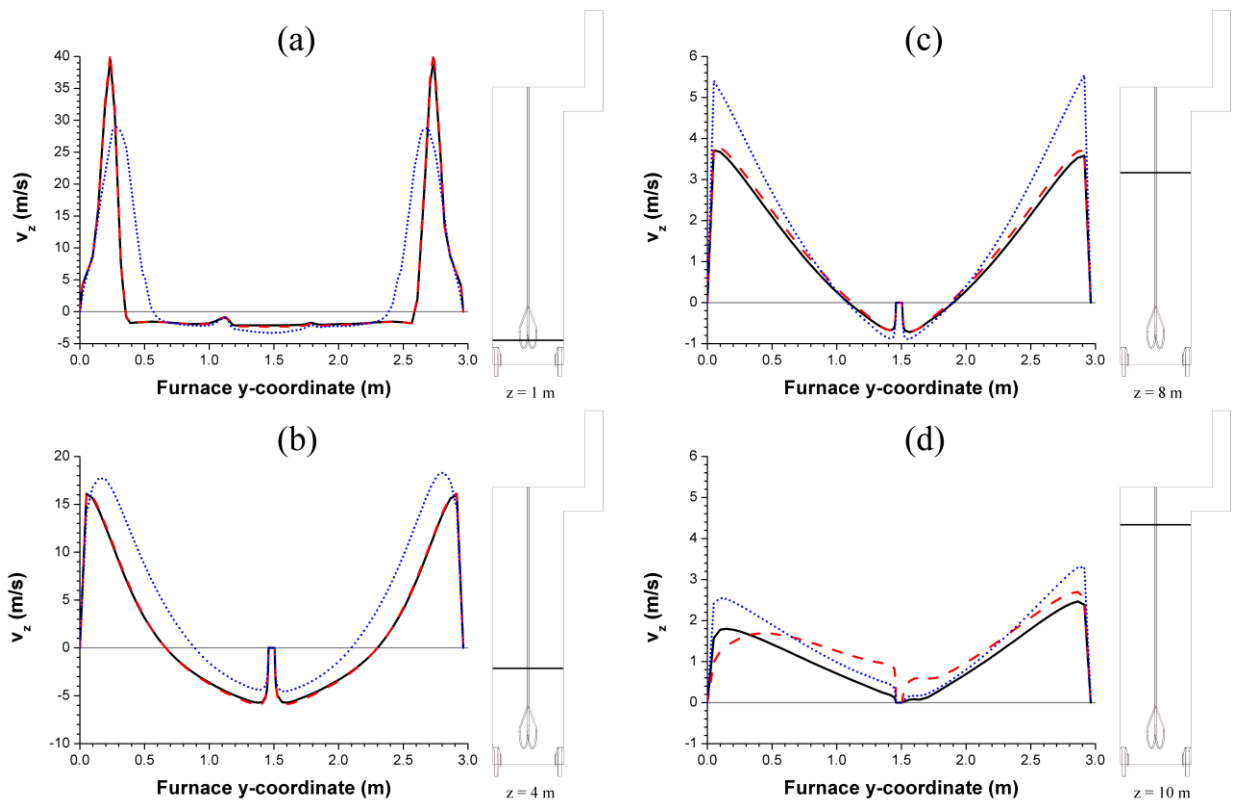 (a)
v_z (m/s)
40
35
30
25
20
15
10
5
0
-5
0.0 0.5 1.0 1.5 2.0 2.5 3.0
Furnace y-coordinate (m)
z = 1 m
(c)
v_z (m/s)
6
5
4
3
2
1
0
-1
0.0 0.5 1.0 1.5 2.0 2.5 3.0
Furnace y-coordinate (m)
z = 8 m
(b)
v_z (m/s)
20
15
10
5
0
-5
-10
0.0 0.5 1.0 1.5 2.0 2.5 3.0
Furnace y-coordinate (m)
z = 4 m
(d)
v_z (m/s)
6
5
4
3
2
1
0
-1
0.0 0.5 1.0 1.5 2.0 2.5 3.0
Furnace y-coordinate (m)
z = 10 m